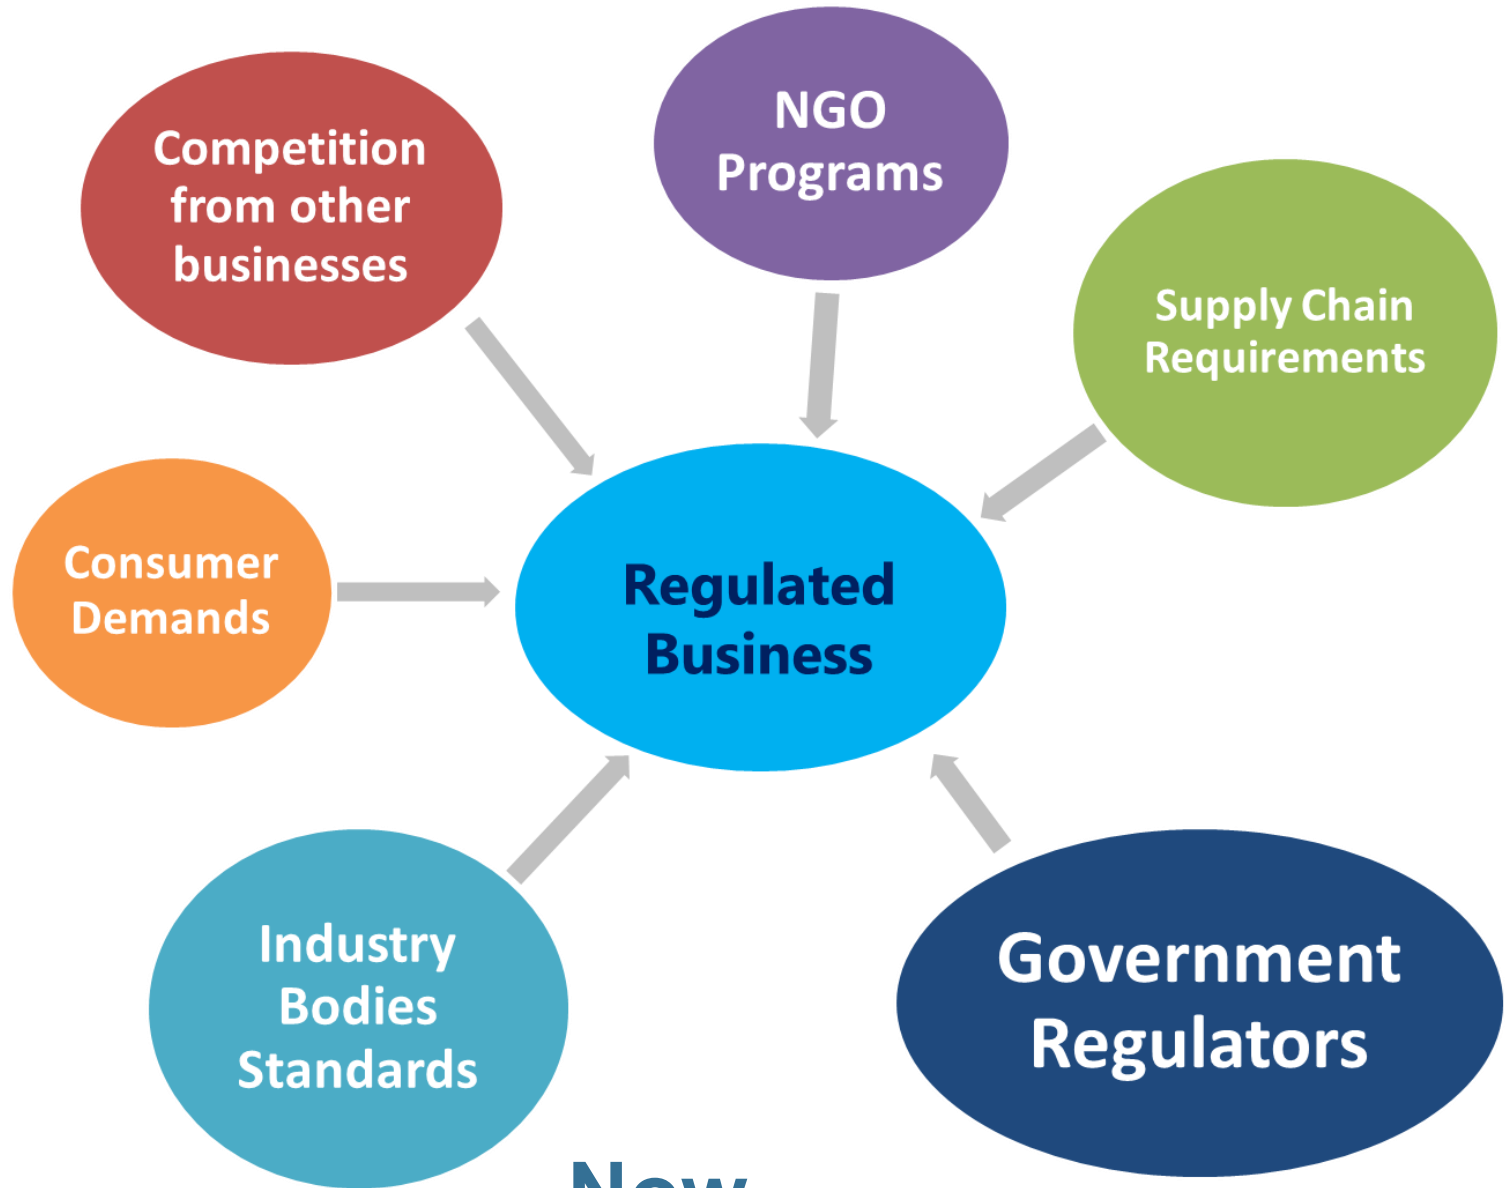 NGO
Programs
Competition
from other
businesses
Supply Chain
Requirements
Consumer
Demands
Regulated
Business
Industry
Bodies
Standards
Government
Regulators